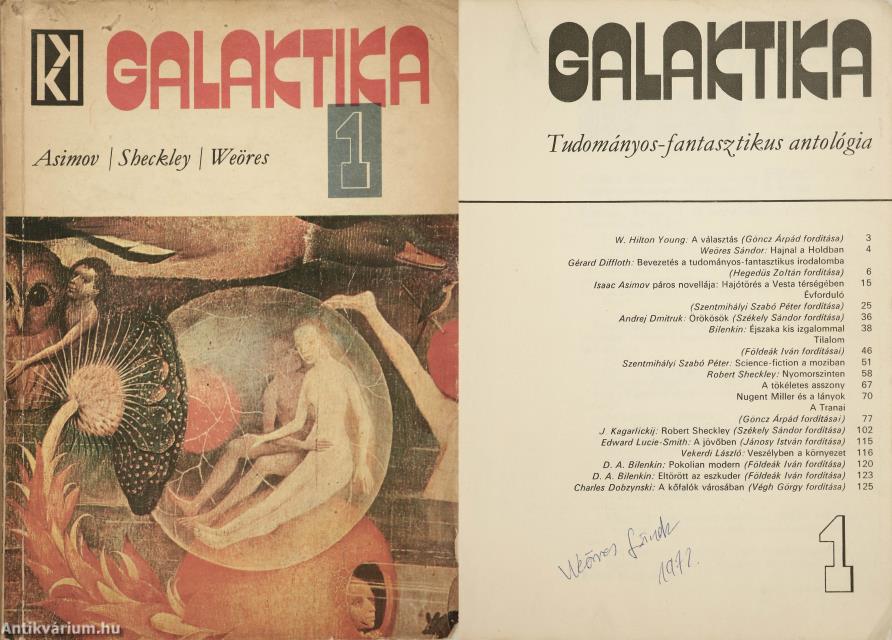 GALAKTIKA
1
Asimov | Sheckley | Weöres
Antikvárium.hu
GALAKTIKA
Tudományos-fantasztikus antológia
W. Hilton Young: A választás (Göncz Árpád fordítása) 3
Weöres Sándor: Hajnal a Holdban 4
Gérard Diffloth: Bevezetés a tudományos-fantasztikus irodalomba
(Hegedüs Zoltán fordítása) 6
Isaac Asimov páros novellája: Hajótörés a Vesta térségében 15
Évforduló
(Szentmihályi Szabó Péter fordítása) 25
Andrej Dmitruk: Örökösök (Székely Sándor fordítása) 36
Bilenkin: Éjszaka kis izgalommal 38
Tilalom
(Földeák Iván fordításai) 46
Szentmihályi Szabó Péter: Science-fiction a moziban 51
Robert Sheckley: Nyomorszinten 58
A tökéletes asszony 67
Nugent Miller és a lányok 70
A Tranai
(Göncz Árpád fordításai) 77
J. Kagarlickij: Robert Sheckley (Székely Sándor fordítása) 102
Edward Lucie-Smith: A jövőben (Jánosy István fordítása) 115
Vekerdi László: Veszélyben a környezet 116
D. A. Bilenkin: Pokolian modern (Földeák Iván fordítása) 120
D. A. Bilenkin: Eltörött az eszkuder (Földeák Iván fordítása) 123
Charles Dobzynski: A kőfalók városában (Végh György fordítása) 125
Weöres Sándor
1972.
1